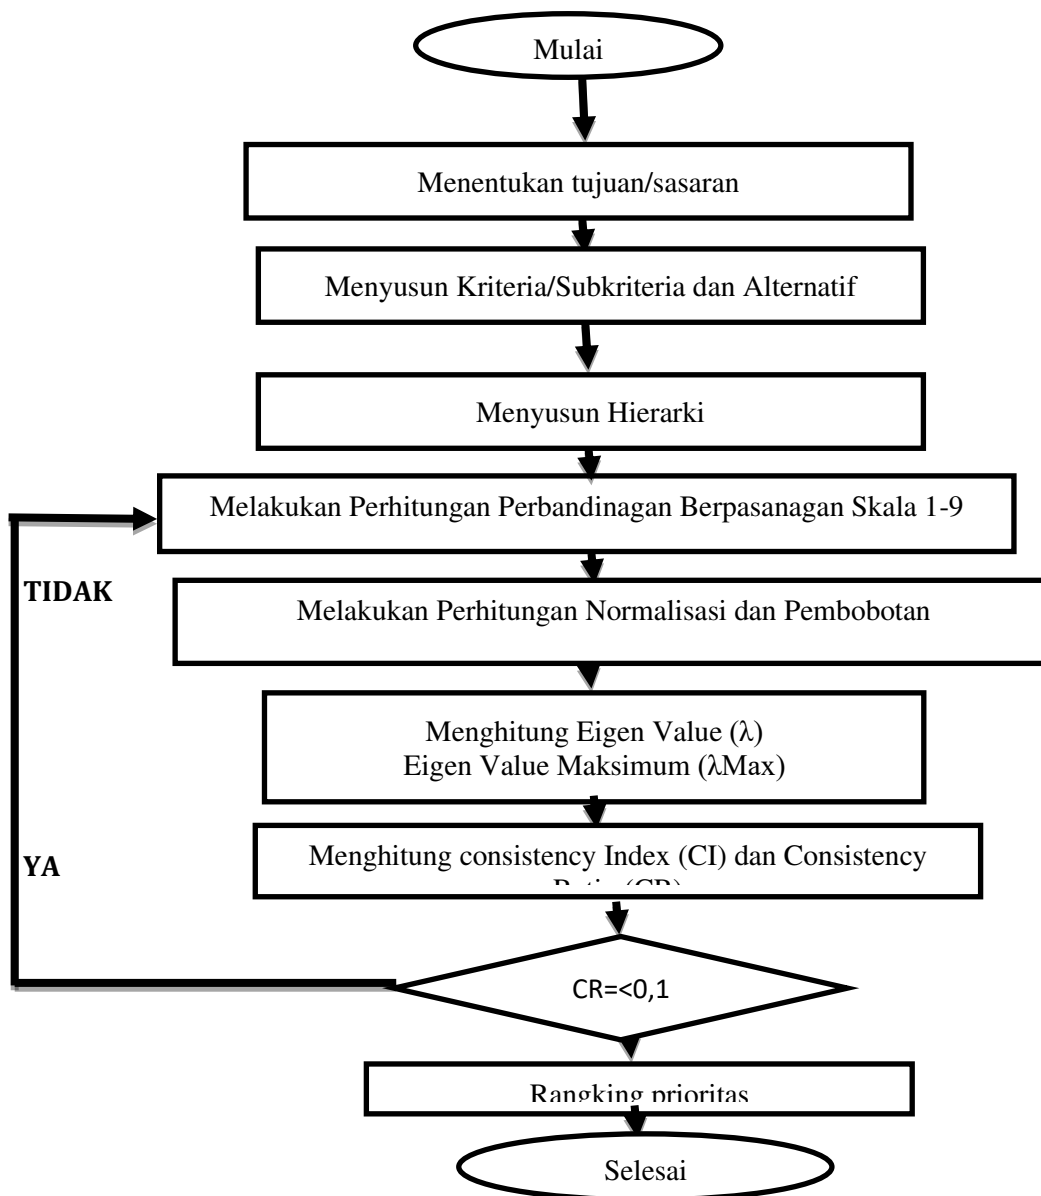 Mulai
Menentukan tujuan/sasaran
Menyusun Kriteria/Subkriteria dan Alternatif
Menyusun Hierarki
Melakukan Perhitungan Perbandinagan Berpasanagan Skala 1-9
TIDAK
Melakukan Perhitungan Normalisasi dan Pembobotan
Menghitung Eigen Value (λ)
Eigen Value Maksimum (λMax)
Menghitung consistency Index (CI) dan Consistency
Ratio (CR)
YA
CR=<0,1
Rangking prioritas
Selesai